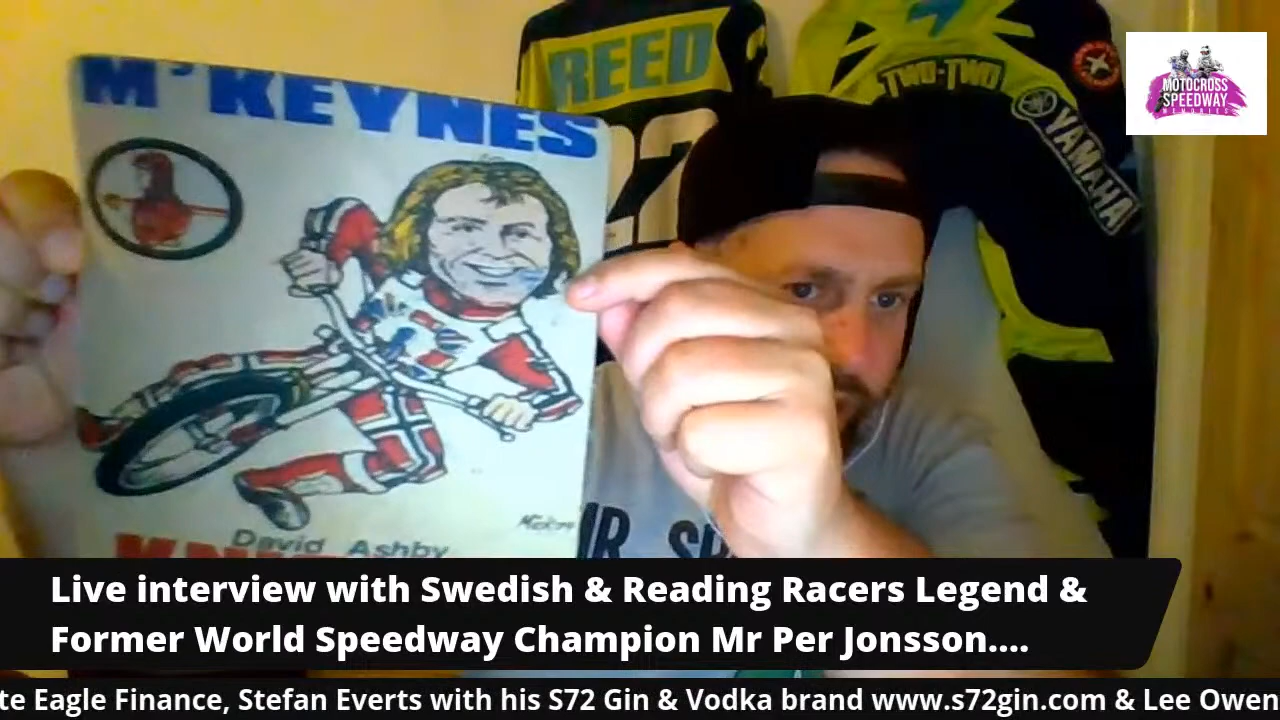 M'KEYNES
REED
TWO-TWO
YAMAHA
22
MOTOCROSS
SPEEDWAY
MEMORIES
David Ashby
Live interview with Swedish & Reading Racers Legend &
Former World Speedway Champion Mr Per Jonsson....
te Eagle Finance, Stefan Everts with his S72 Gin & Vodka brand www.s72gin.com & Lee Owen